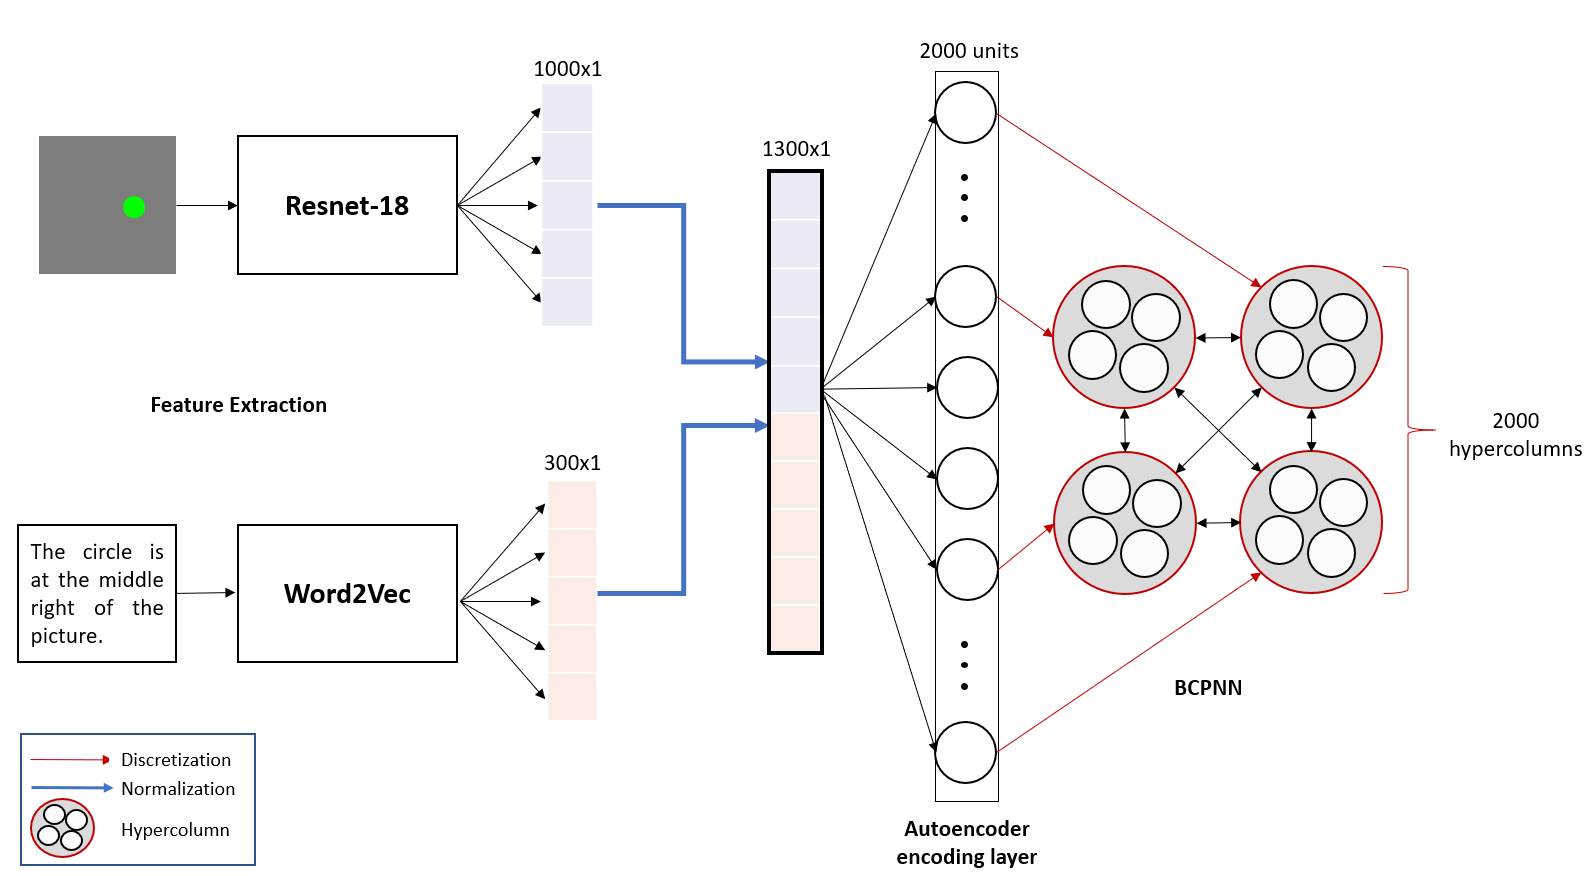 2000 units
1000x1
1300x1
Resnet-18
Feature Extraction
2000
hypercolumns
300x1
The circle is
at the middle
right of the
picture.
Word2Vec
BCPNN
Discretization
Normalization
Hypercolumn
Autoencoder
encoding layer